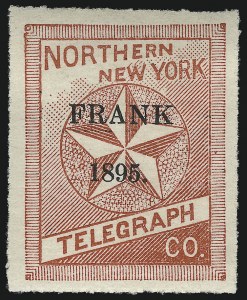 NORTHERN
NEW YORK
FRANK
1895.
TELEGRAPH
CO.